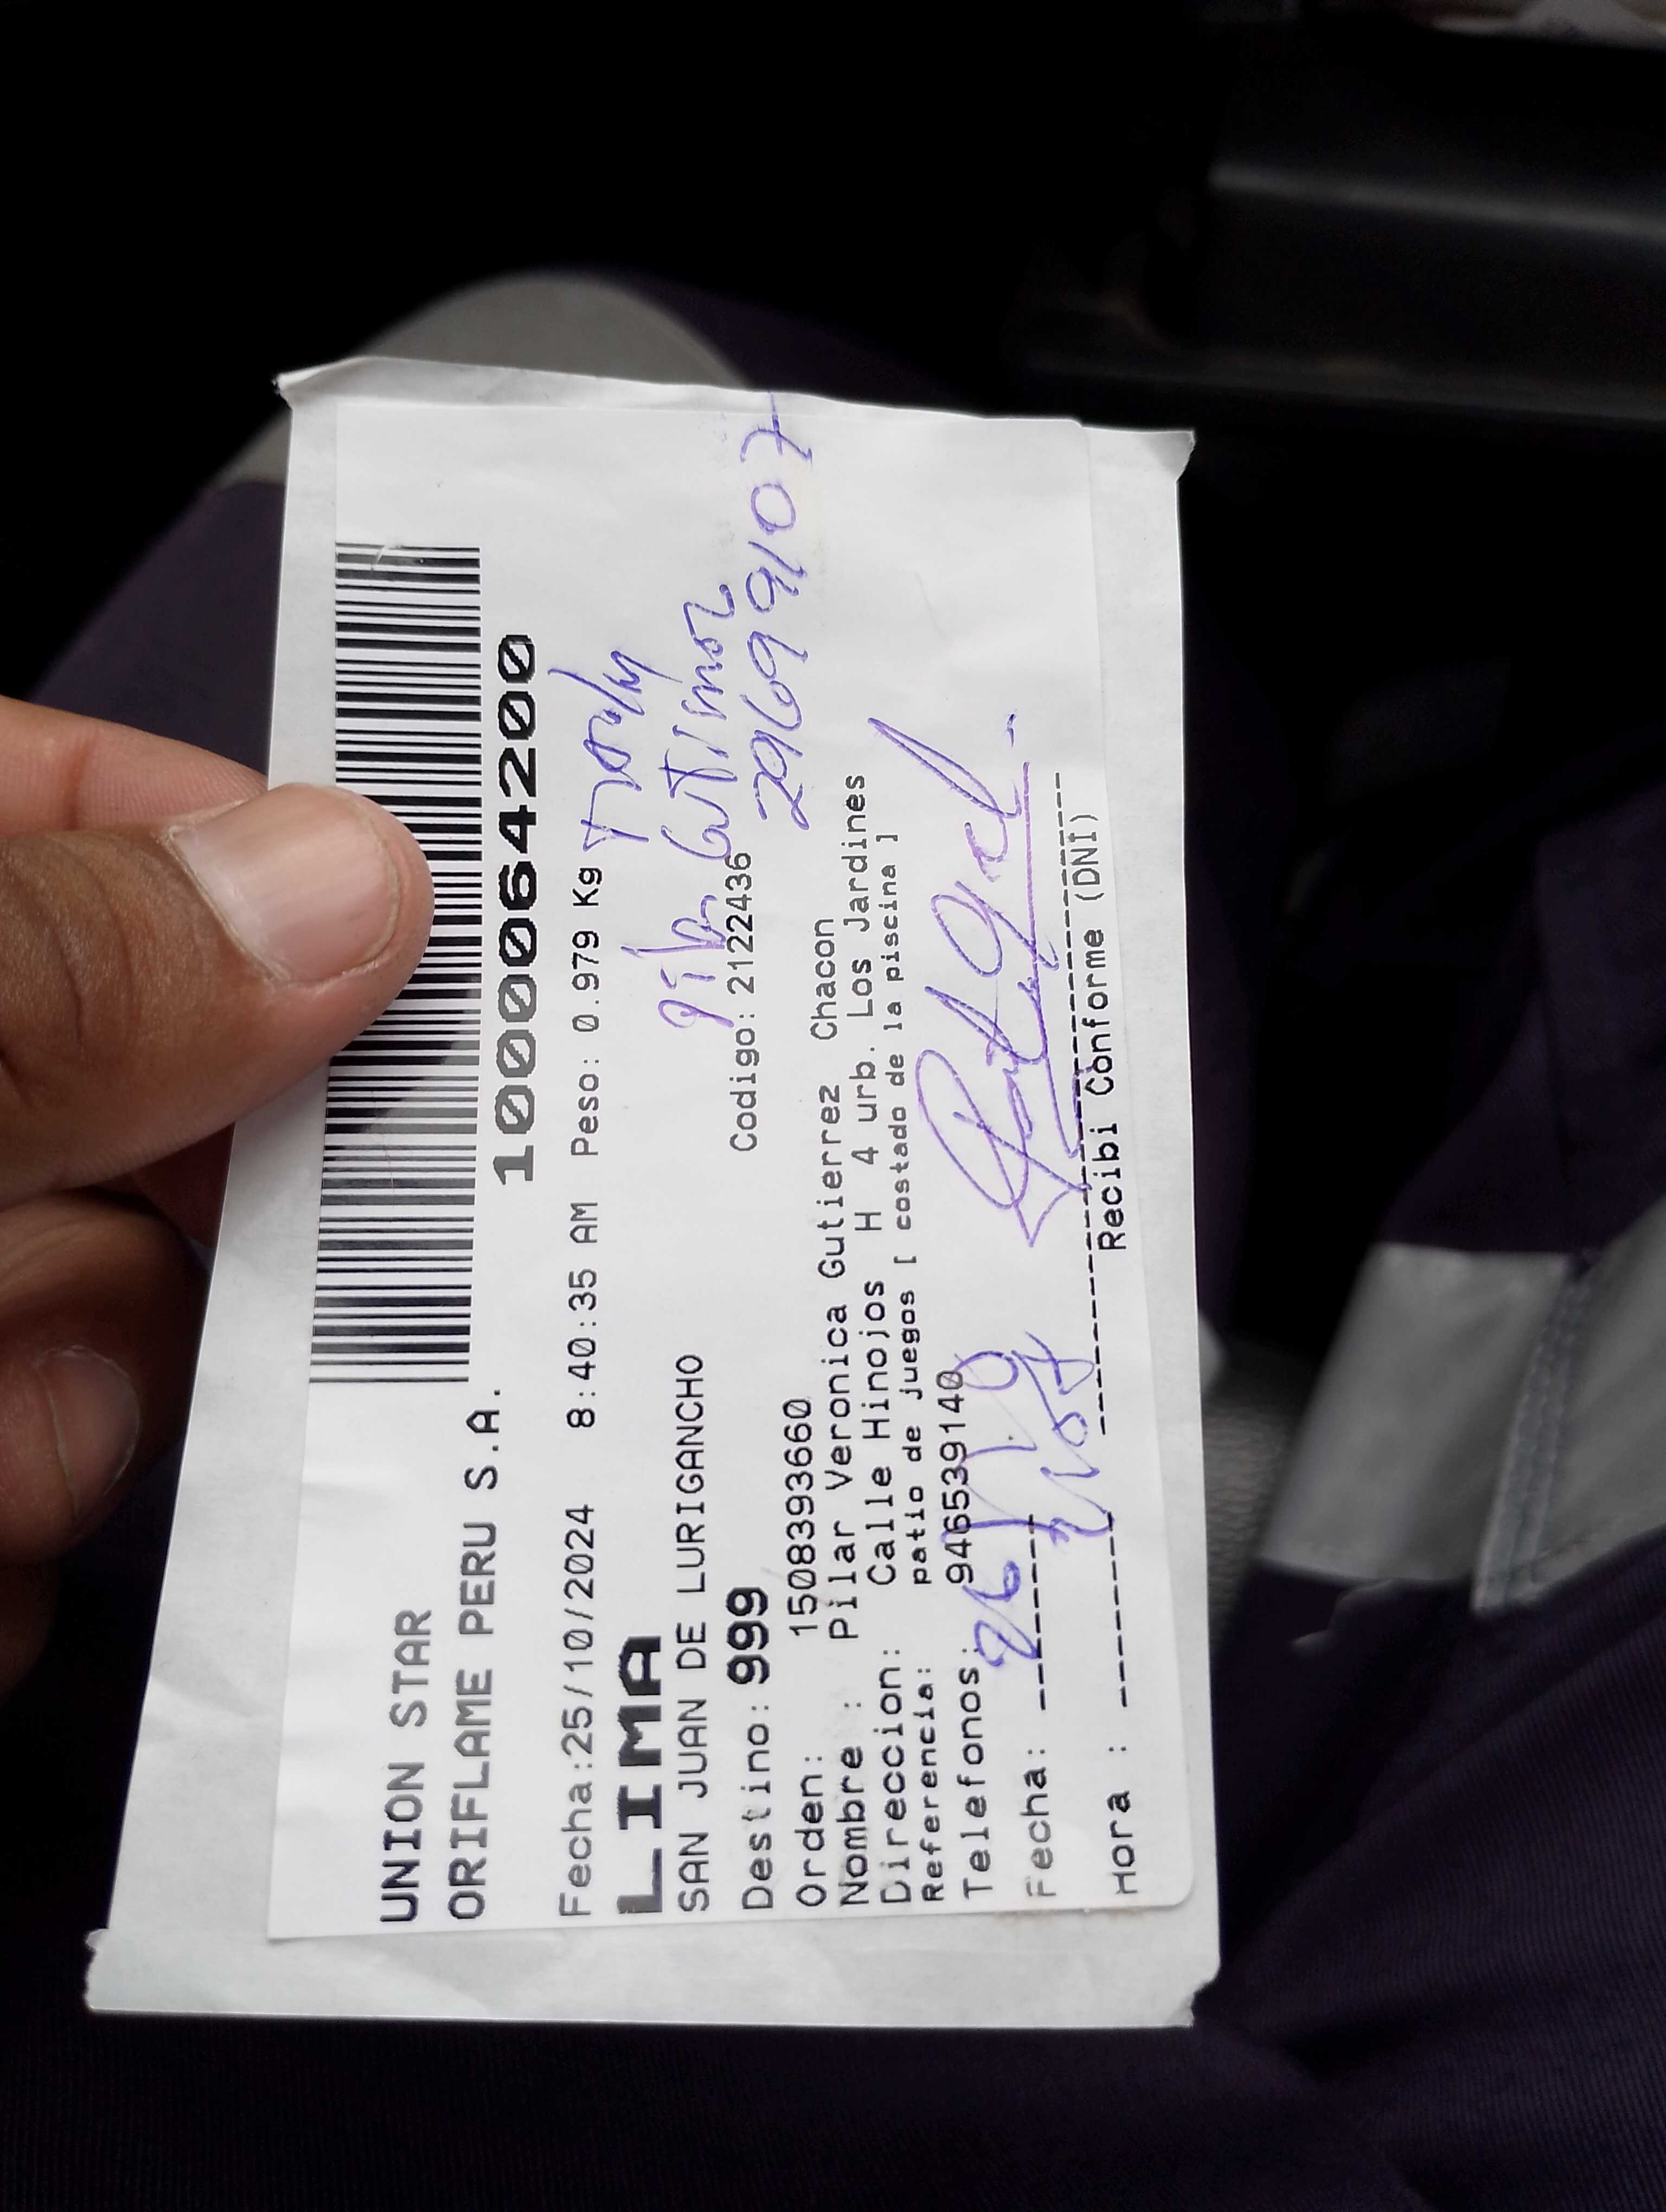 UNION STAR
ORIFLAME PERU S.A.
1000064200
Fecha:25/10/2024 8:40:35 AM Peso: 0.979 Kg
LIMA
SAN JUAN DE LURIGANCHO
Destino: 999 Codigo: 2122436
29699107
Orden: 1508393660
Nombre : Pilar Veronica Gutierrez Chacon
Direccion: Calle Hinojos H 4 urb. Los Jardines
Referencia: patio de juegos [ costado de la piscina ]
Telefonos: 946539140
Fecha:
Hora :
Recibi Conforme (DNI)